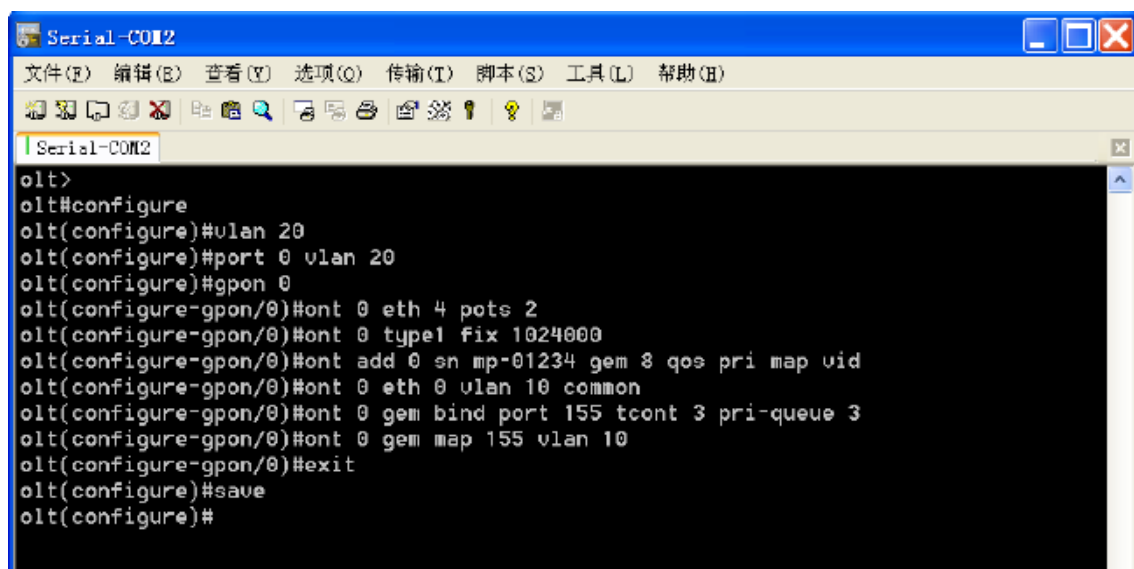 Serial-COM2
文件(F) 编辑(E) 查看(V) 选项(O) 传输(T) 脚本(S) 工具(L) 帮助(H)
Serial-COM2
olt>
olt#configure
olt(configure)#vlan 20
olt(configure)#port 0 vlan 20
olt(configure)#gpon 0
olt(configure-gpon/0)#ont 0 eth 4 pots 2
olt(configure-gpon/0)#ont 0 type1 fix 1024000
olt(configure-gpon/0)#ont add 0 sn mp-01234 gem 8 qos pri map vid
olt(configure-gpon/0)#ont 0 eth 0 vlan 10 common
olt(configure-gpon/0)#ont 0 gem bind port 155 tcont 3 pri-queue 3
olt(configure-gpon/0)#ont 0 gem map 155 vlan 10
olt(configure-gpon/0)#exit
olt(configure)#save
olt(configure)#